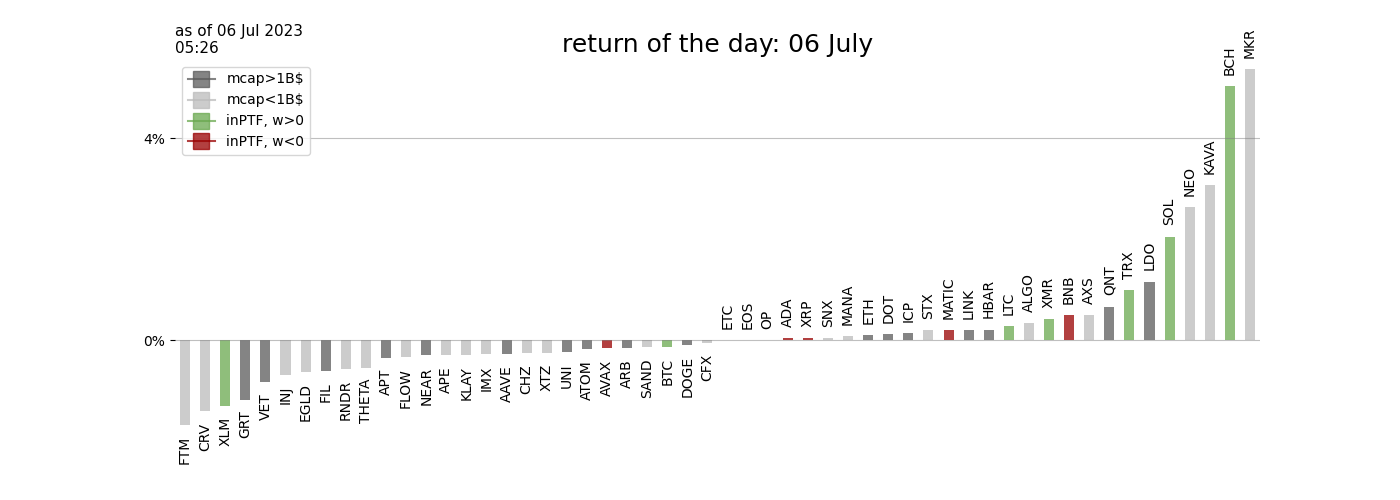 as of 06 Jul 2023
05:26
return of the day: 06 July
mcap>1B$
mcap<1B$
inPTF, w>0
inPTF, w<0
4%
0%
FTM
CRV
XLM
GRT
VET
INJ
EGLD
FIL
RNDR
THETA
APT
FLOW
NEAR
APE
KLAY
IMX
AAVE
CHZ
XTZ
UNI
ATOM
AVAX
ARB
SAND
BTC
DOGE
CFX
ETC
EOS
OP
ADA
XRP
SNX
MANA
ETH
DOT
ICP
STX
MATIC
LINK
HBAR
LTC
ALGO
XMR
BNB
AXS
QNT
TRX
LDO
SOL
NEO
KAVA
BCH
MKR